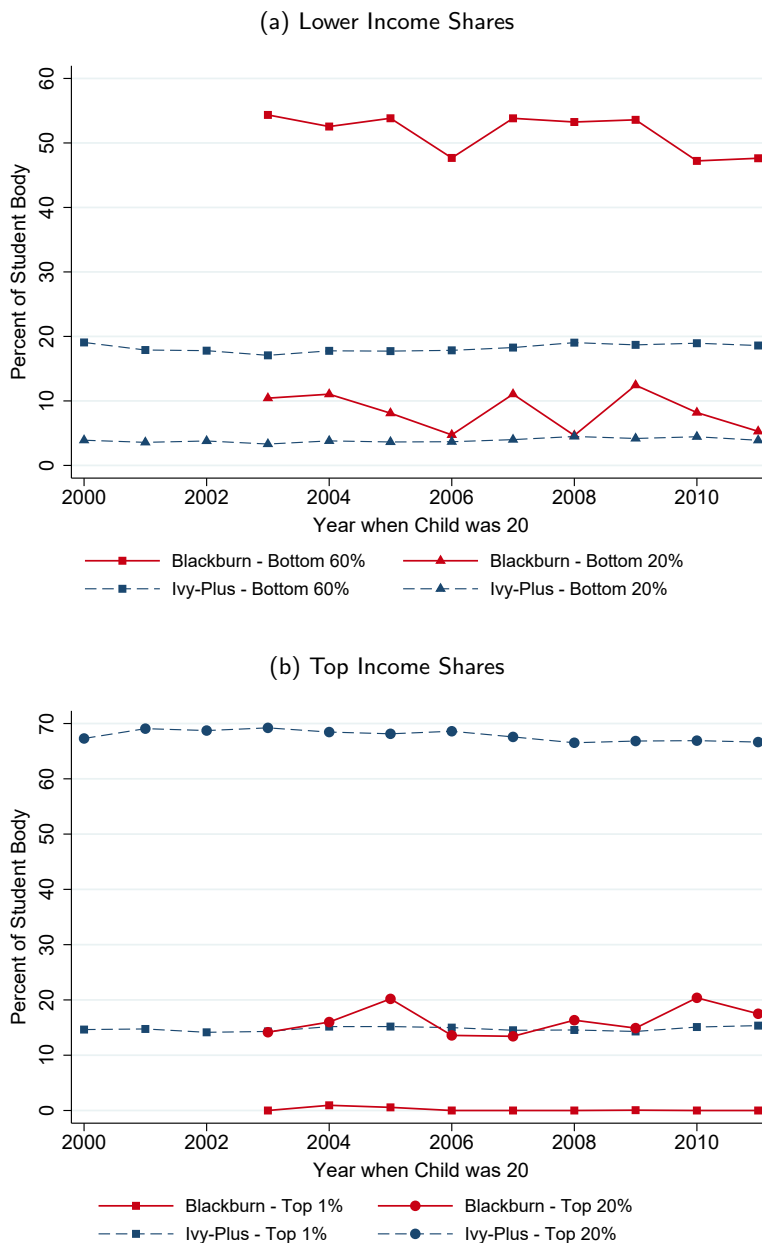 (a) Lower Income Shares
Percent of Student Body
60
50
40
30
20
10
0
2000 2002 2004 2006 2008 2010
Year when Child was 20
Blackburn - Bottom 60% Blackburn - Bottom 20%
Ivy-Plus - Bottom 60% Ivy-Plus - Bottom 20%
(b) Top Income Shares
Percent of Student Body
70
60
50
40
30
20
10
0
2000 2002 2004 2006 2008 2010
Year when Child was 20
Blackburn - Top 1% Blackburn - Top 20%
Ivy-Plus - Top 1% Ivy-Plus - Top 20%